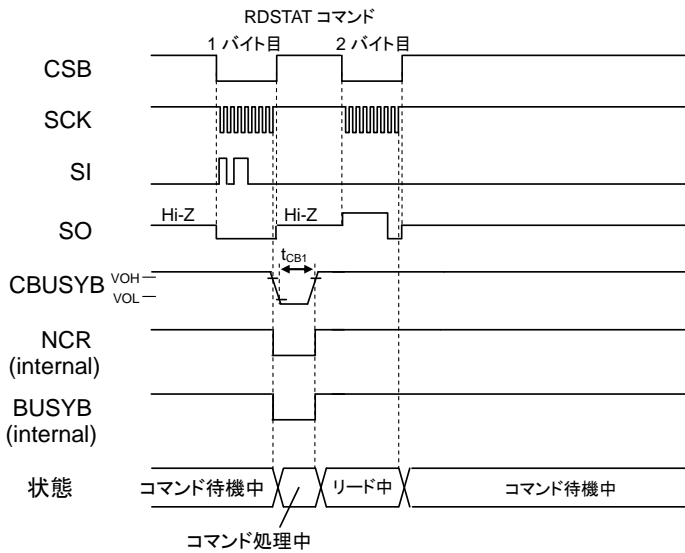 RDSTAT コマンド
1 バイト目
2 バイト目
CSB
SCK
SI
Hi-Z
Hi-Z
SO
tCB1
CBUSYB
VOH
VOL
NCR
(internal)
BUSYB
(internal)
状態
コマンド待機中
リード中
コマンド待機中
コマンド処理中